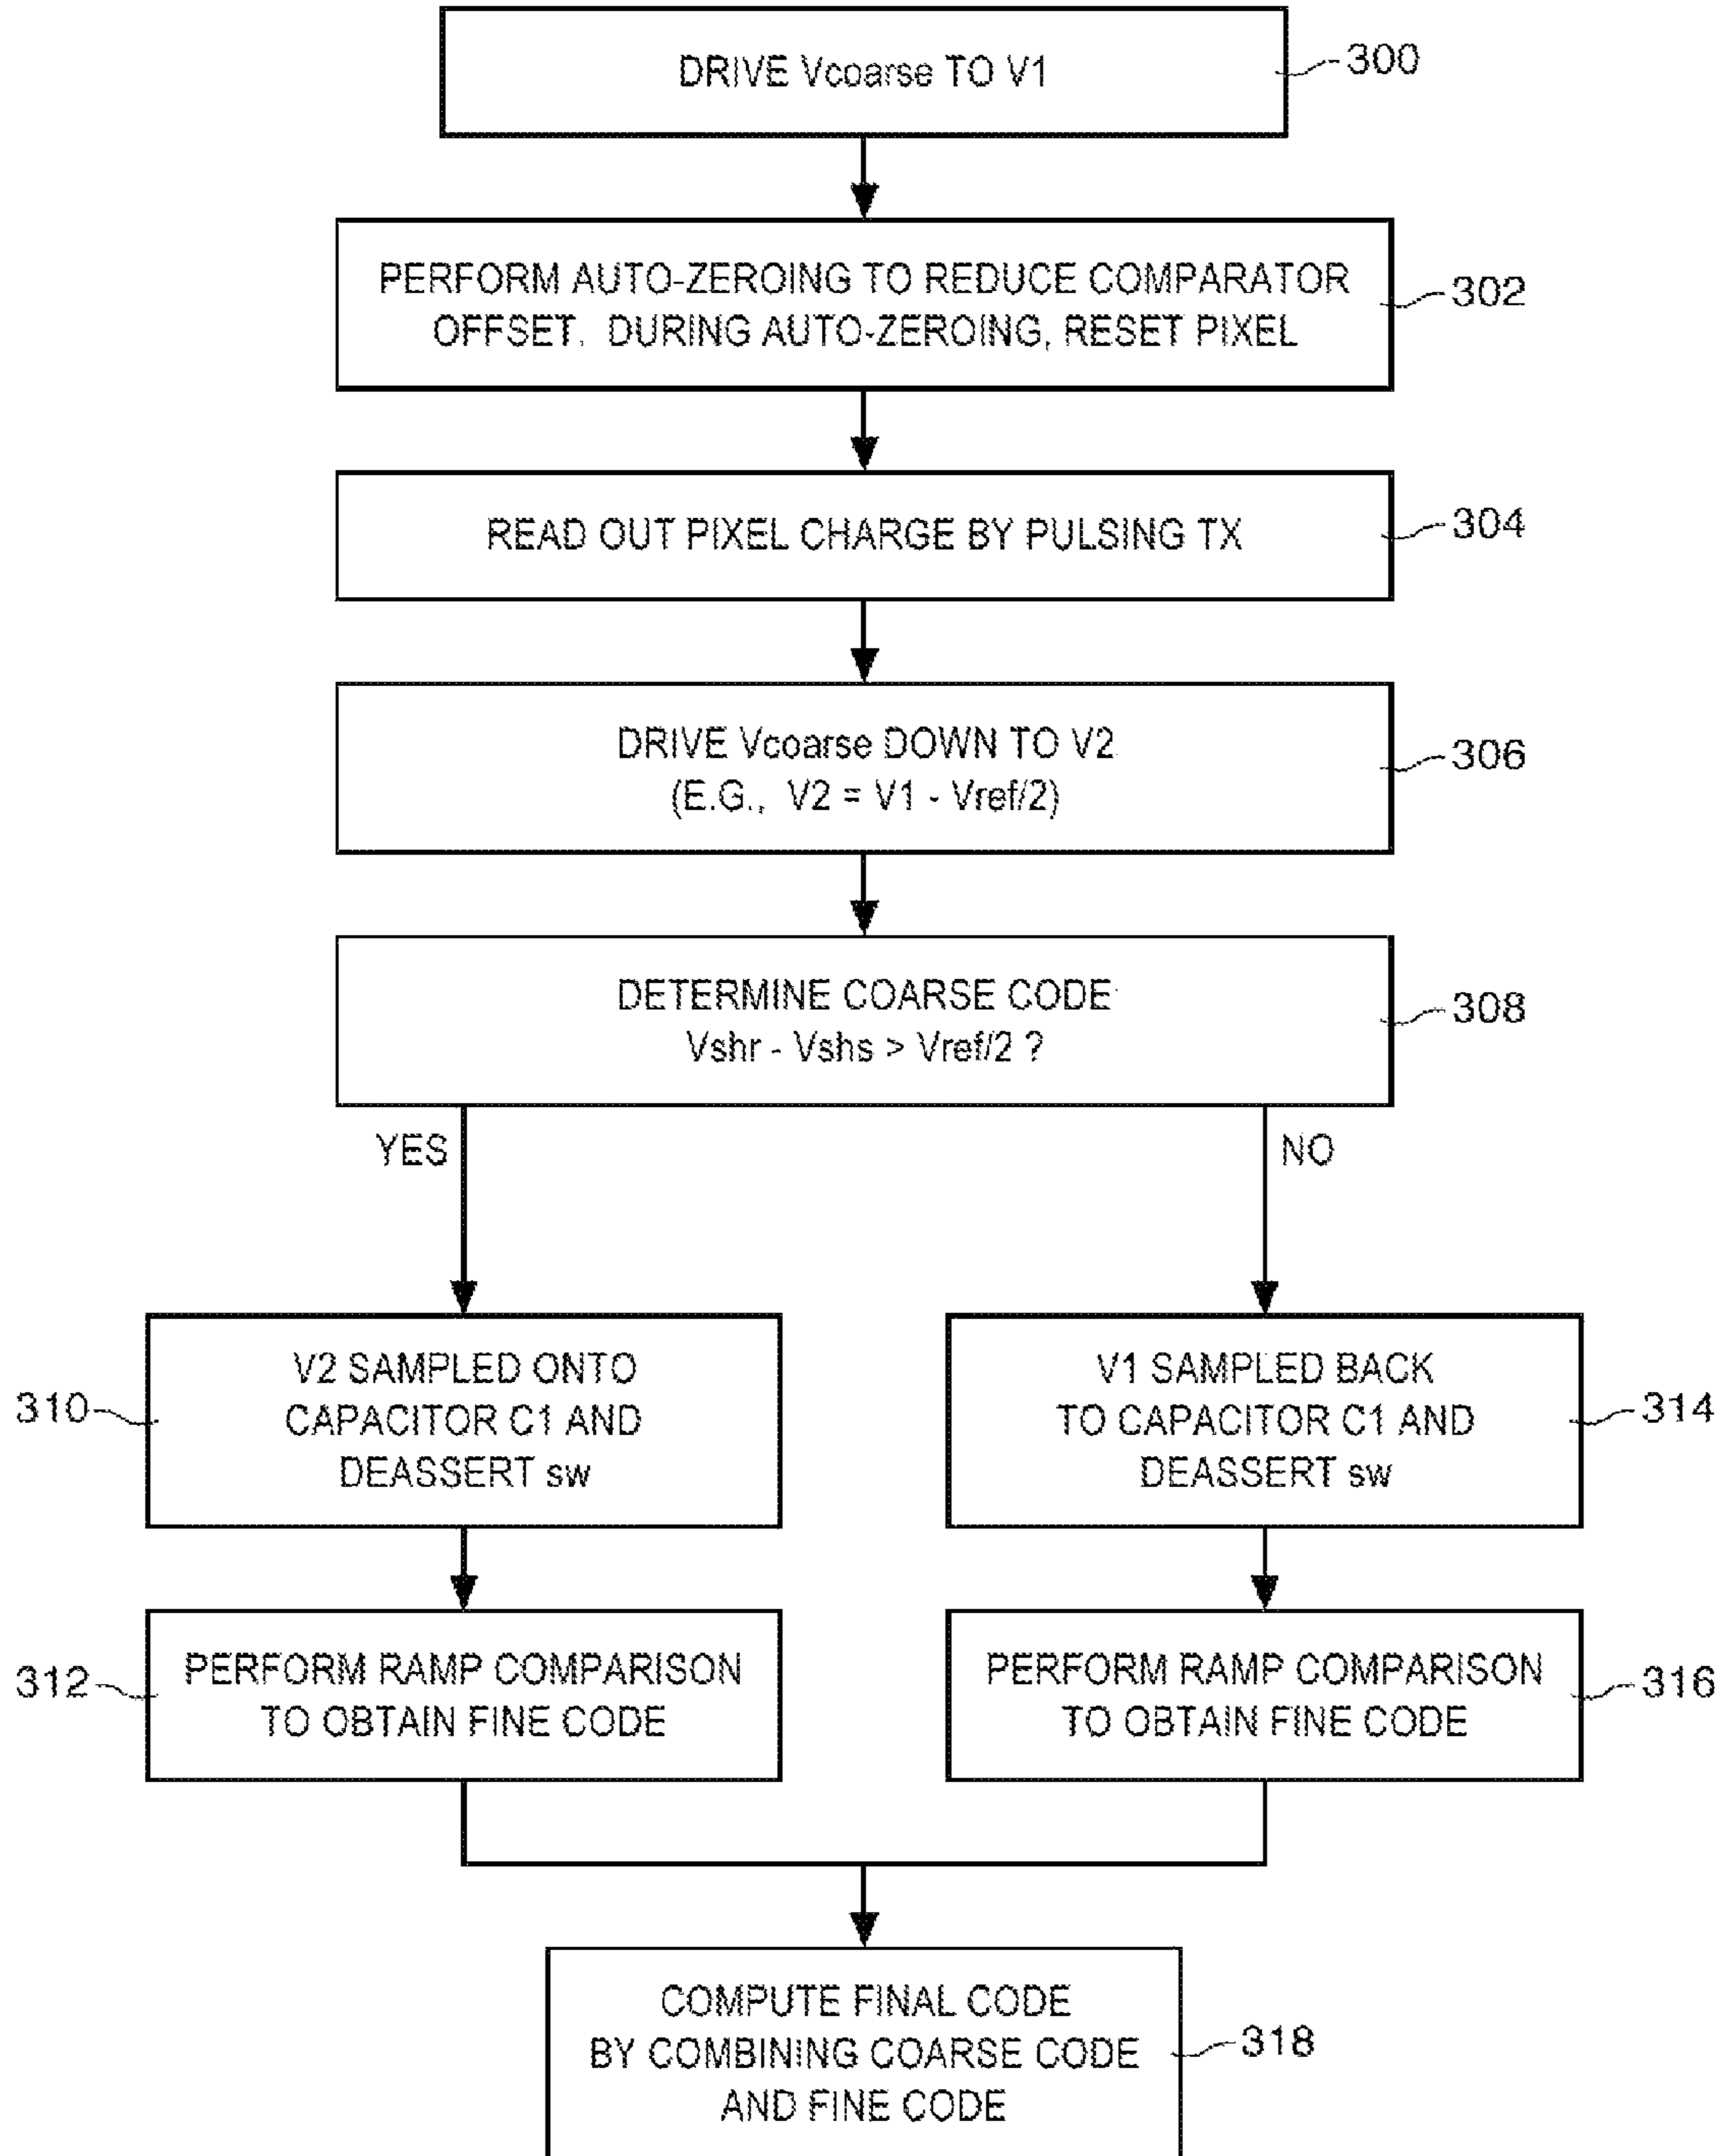 DRIVE Vcoarse TO V1
300
PERFORM AUTO-ZEROING TO REDUCE COMPARATOR
OFFSET. DURING AUTO-ZEROING, RESET PIXEL
302
READ OUT PIXEL CHARGE BY PULSING TX
304
DRIVE Vcoarse DOWN TO V2
(E.G., V2 = V1 - Vref/2)
306
DETERMINE COARSE CODE
Vshr - Vshs > Vref/2 ?
308
YES
NO
310
V2 SAMPLED ONTO
CAPACITOR C1 AND
DEASSERT sw
V1 SAMPLED BACK
TO CAPACITOR C1 AND
DEASSERT sw
314
312
PERFORM RAMP COMPARISON
TO OBTAIN FINE CODE
PERFORM RAMP COMPARISON
TO OBTAIN FINE CODE
316
COMPUTE FINAL CODE
BY COMBINING COARSE CODE
AND FINE CODE
318